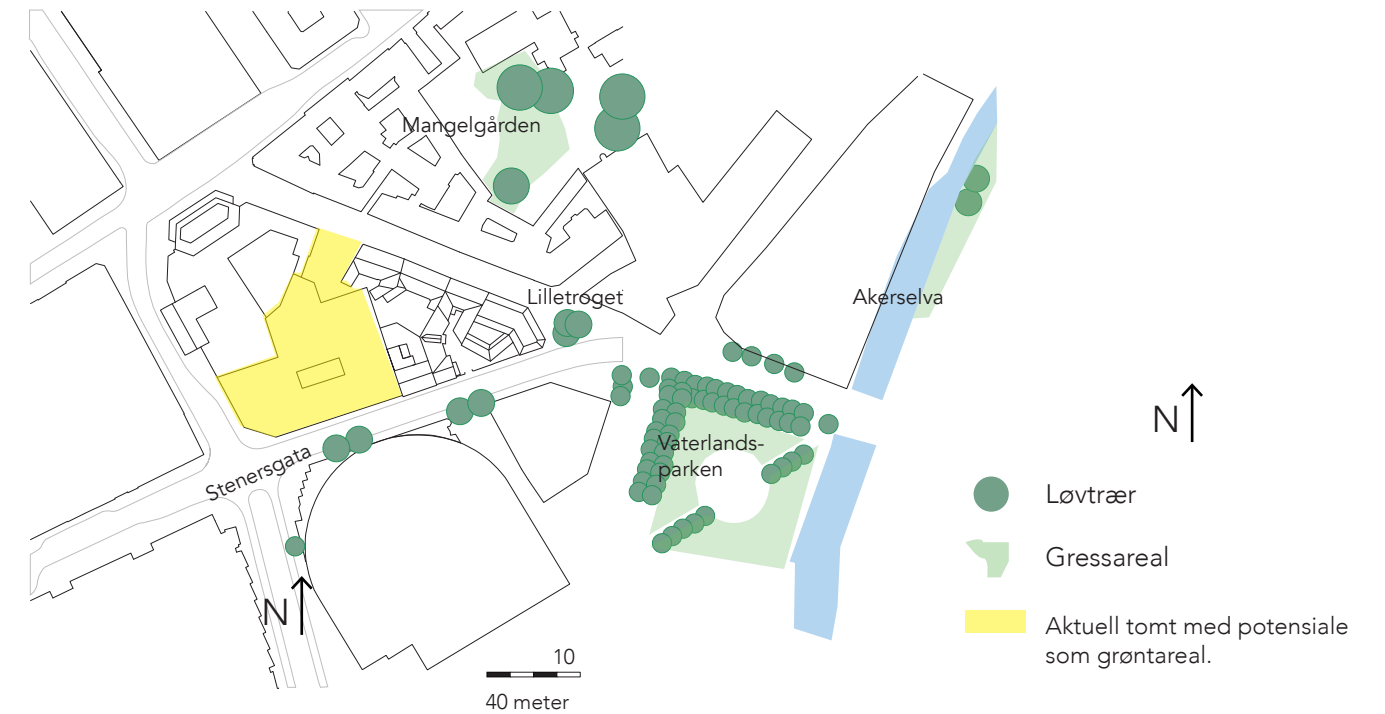 Mangelgården
Lilletroget
Akerselva
Vaterlands-
parken
Stenersgata
N
N
10
40 meter
Løvtrær
Gressareal
Aktuell tomt med potensiale
som grøntareal.